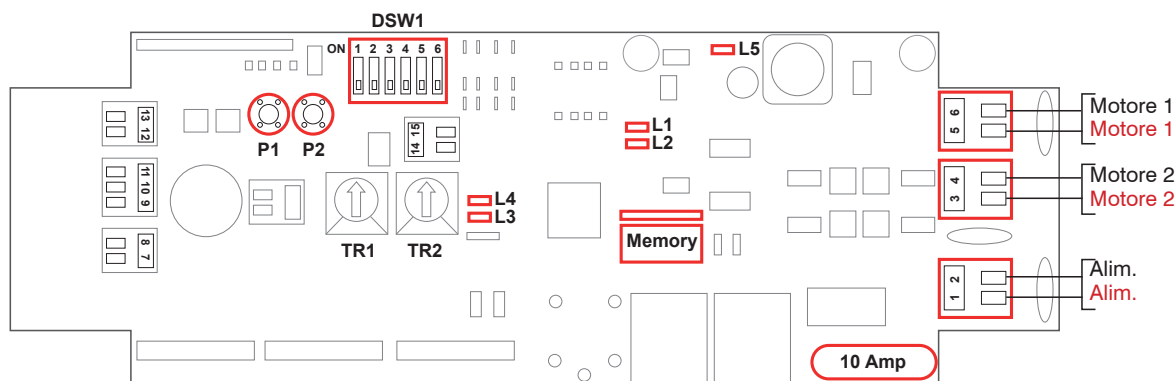 DSW1
ON 1 2 3 4 5 6
L5
13 12
P1 P2
14 15
L1
L2
6 Motore 1
5 Motore 1
11 10 9
L4
L3
4 Motore 2
3 Motore 2
TR1 TR2
Memory
8 7
2 Alim.
1 Alim.
10 Amp